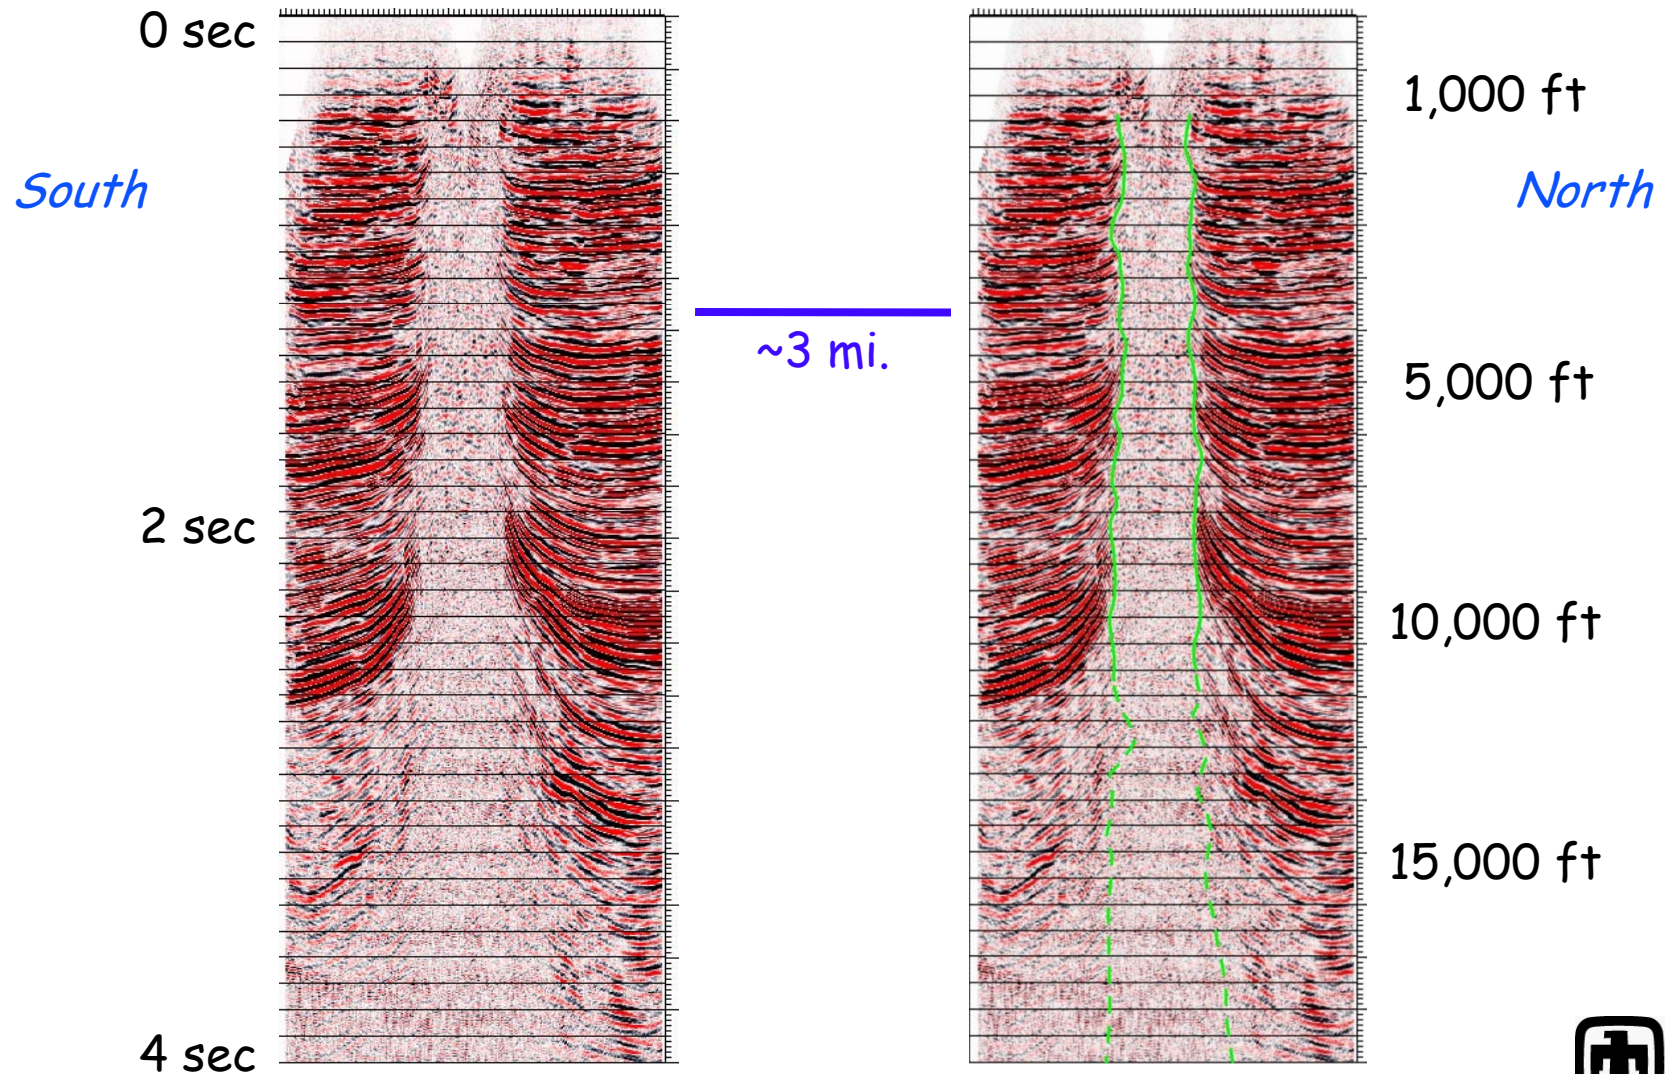 0 sec
1,000 ft
South
North
~3 mi.
5,000 ft
2 sec
10,000 ft
15,000 ft
4 sec